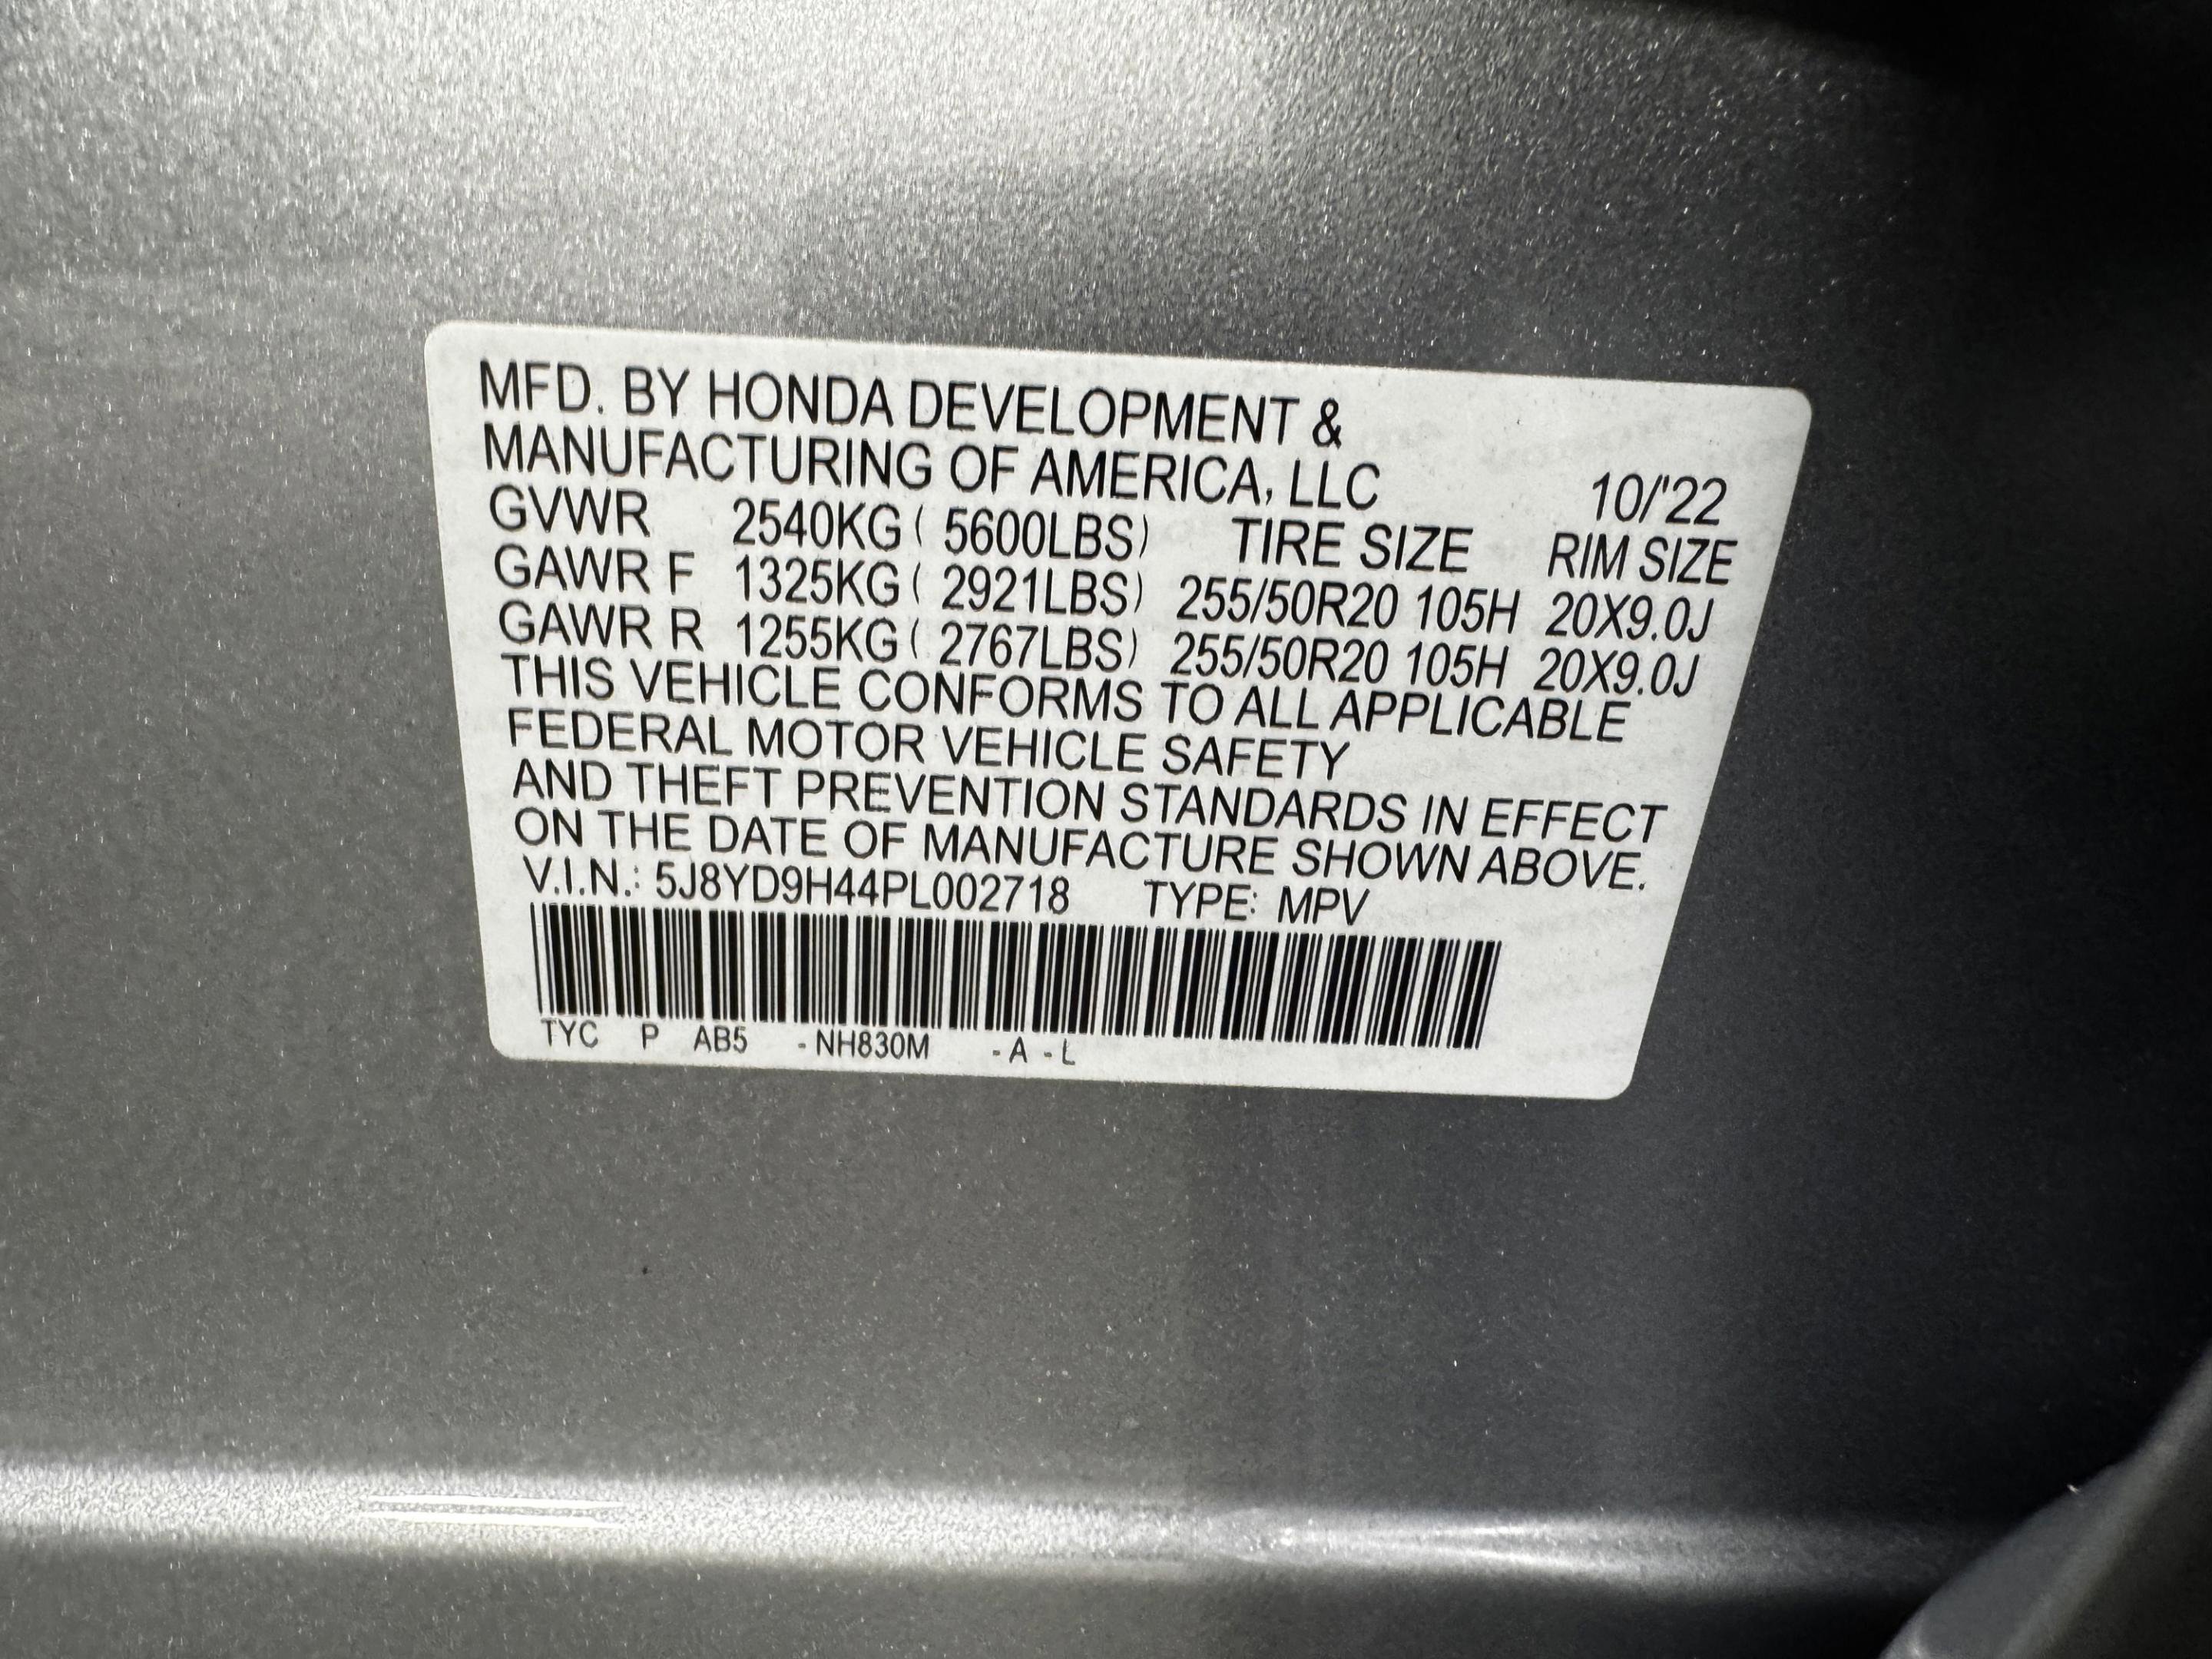 MFD. BY HONDA DEVELOPMENT &
MANUFACTURING OF AMERICA, LLC 10/'22
GVWR 2540KG ( 5600LBS) TIRE SIZE RIM SIZE
GAWR F 1325KG ( 2921LBS) 255/50R20 105H 20X9.0J
GAWR R 1255KG ( 2767LBS) 255/50R20 105H 20X9.0J
THIS VEHICLE CONFORMS TO ALL APPLICABLE
FEDERAL MOTOR VEHICLE SAFETY
AND THEFT PREVENTION STANDARDS IN EFFECT
ON THE DATE OF MANUFACTURE SHOWN ABOVE.
V.I.N.: 5J8YD9H44PL002718 TYPE: MPV
TYC P AB5 - NH830M - A - L